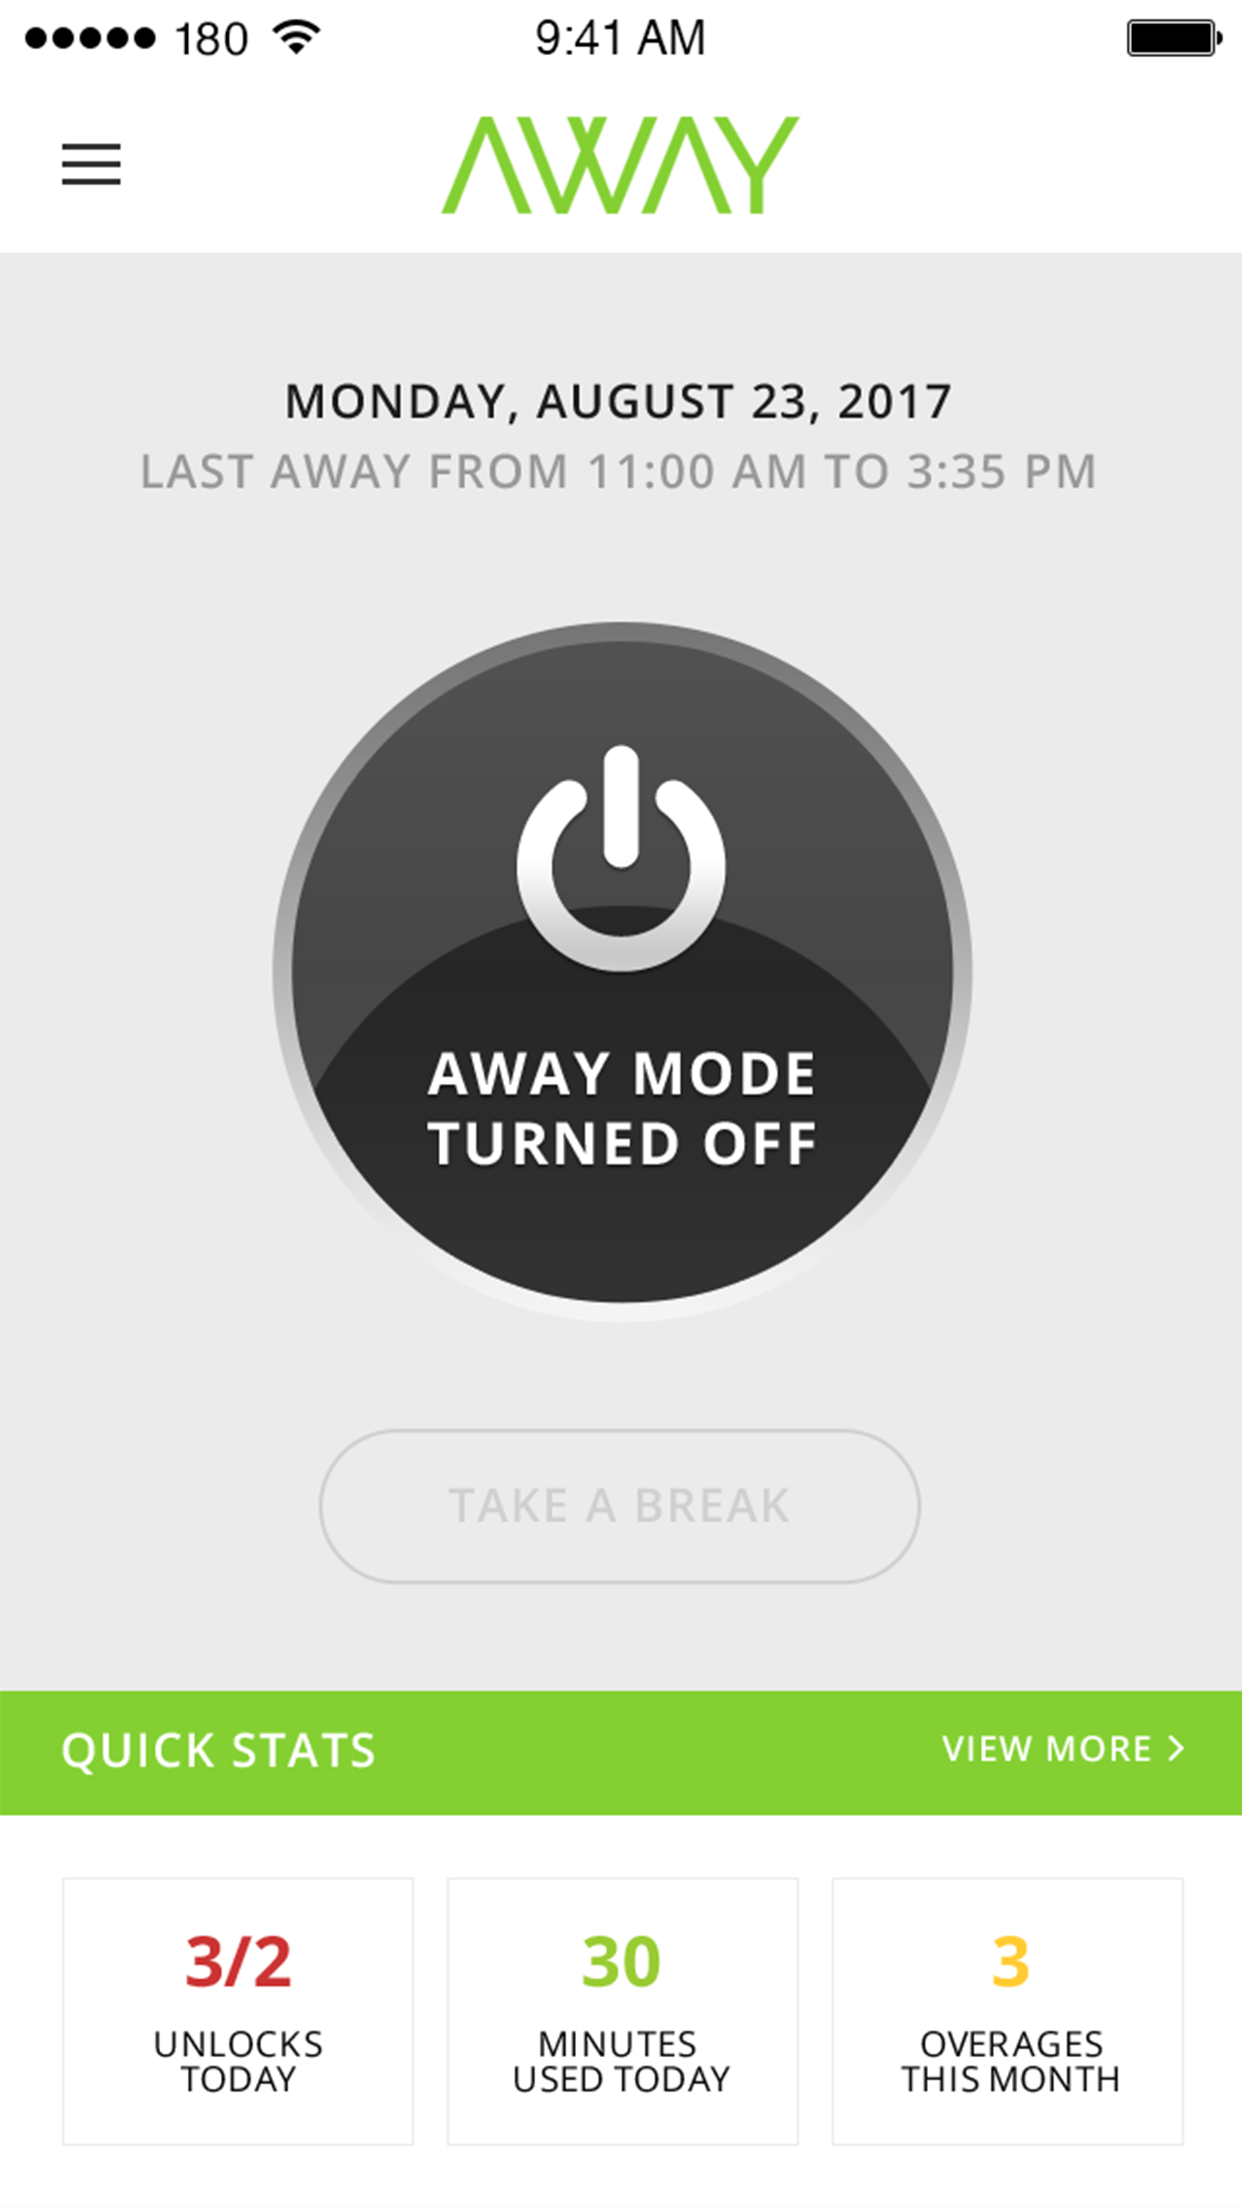 180 9:41 AM
AWAY
MONDAY, AUGUST 23, 2017
LAST AWAY FROM 11:00 AM TO 3:35 PM
AWAY MODE
TURNED OFF
TAKE A BREAK
QUICK STATS VIEW MORE >
3/2
UNLOCKS
TODAY
30
MINUTES
USED TODAY
3
OVERAGES
THIS MONTH